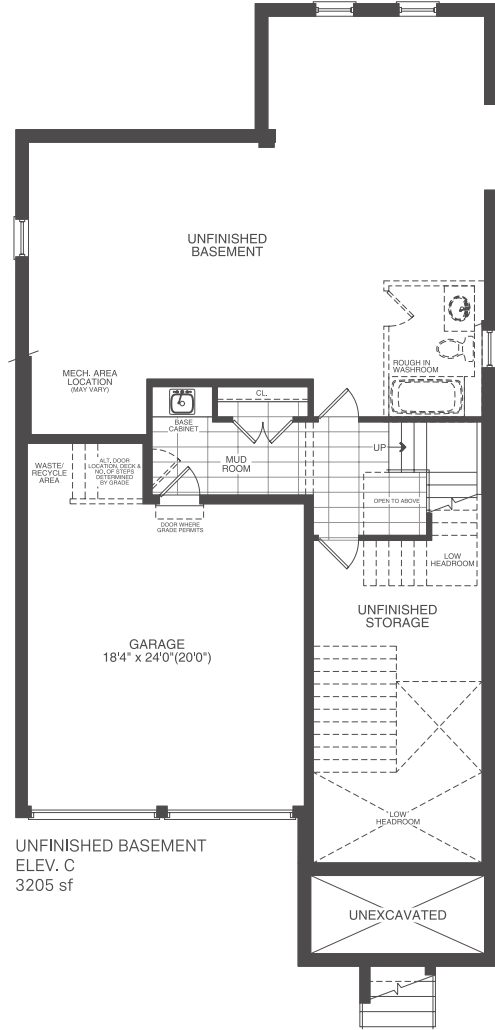 UNFINISHED
BASEMENT
ROUGH IN
WASHROOM
MECH. AREA
LOCATION
(MAY VARY)
CL.
BASE
CABINET
UP
MUD
ROOM
WASTE/
RECYCLE
AREA
ALT. DOOR
LOCATION, DECK &
NO. OF STEPS
DETERMINED
BY GRADE
OPEN TO ABOVE
DOOR WHERE
GRADE PERMITS
LOW
HEADROOM
UNFINISHED
STORAGE
GARAGE
18'4" x 24'0"(20'0")
LOW
HEADROOM
UNFINISHED BASEMENT
ELEV. C
3205 sf
UNEXCAVATED